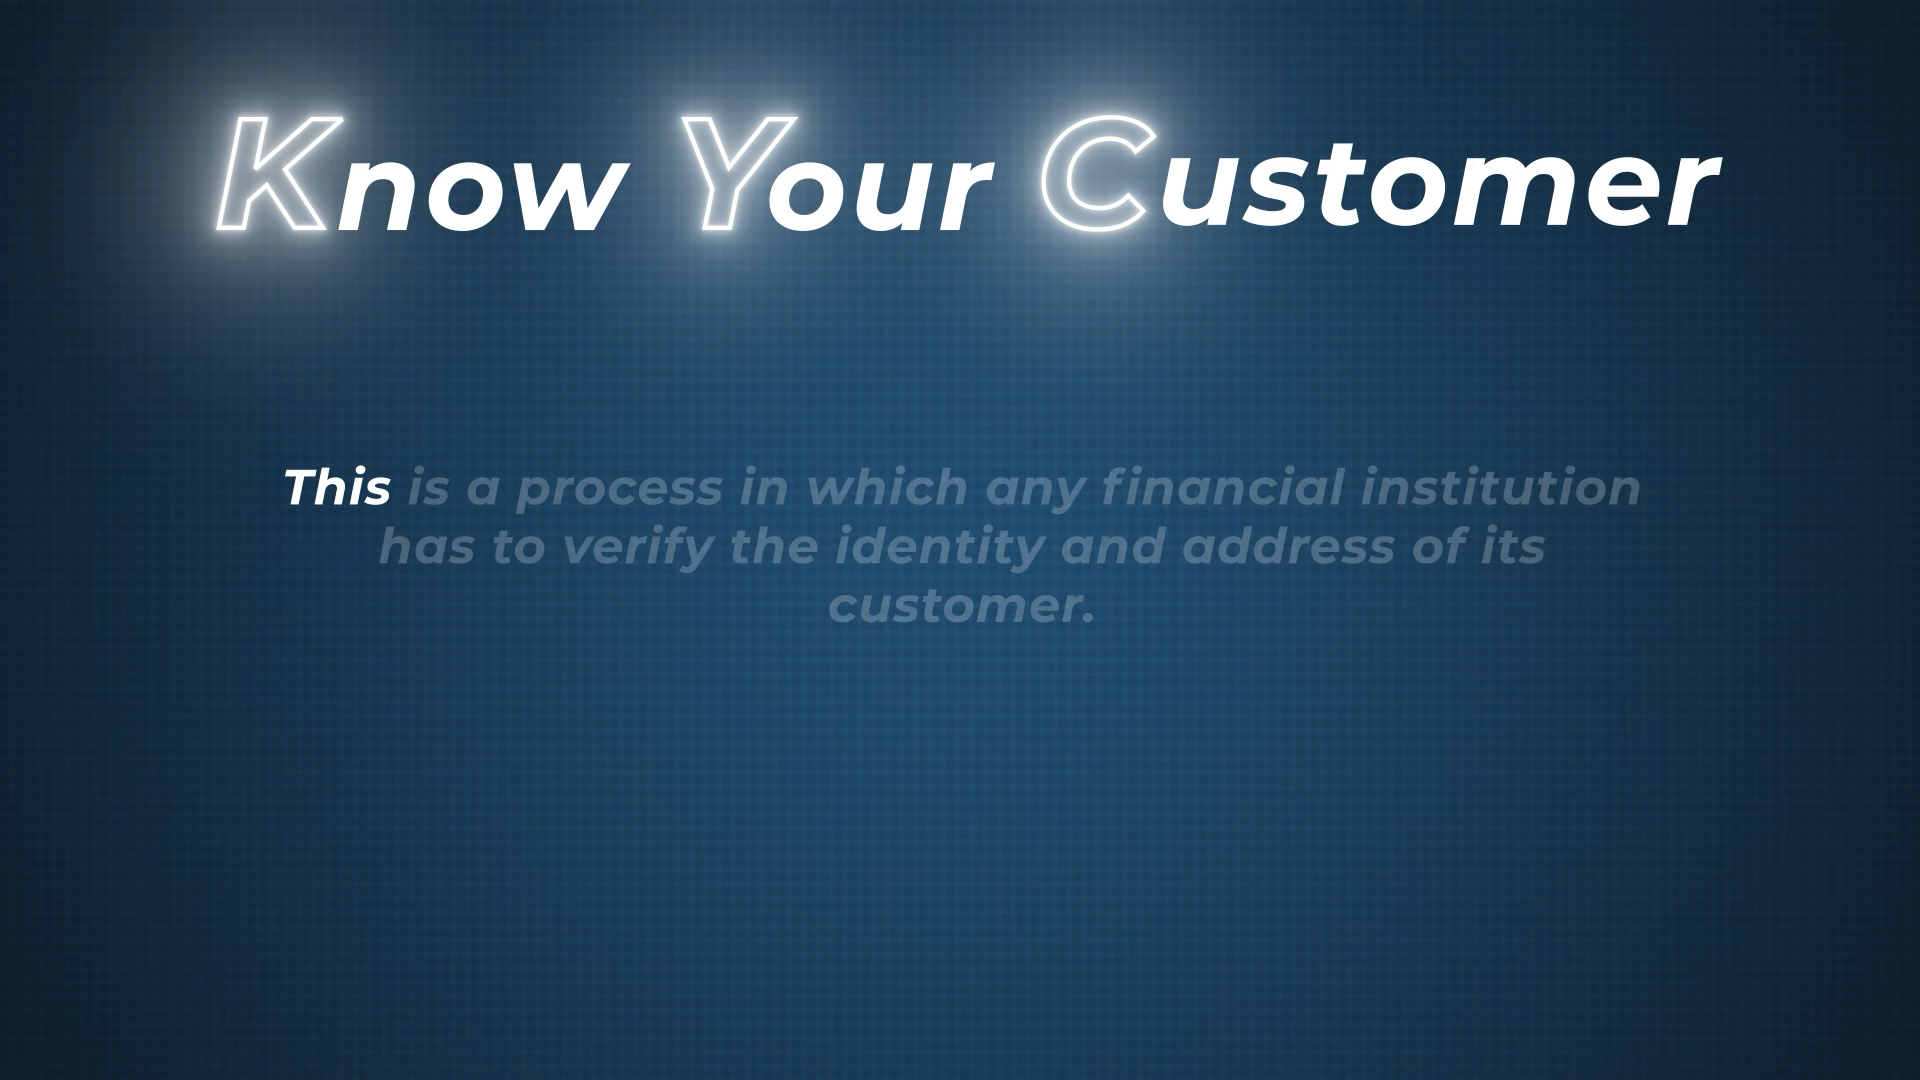 Know Your Customer
This is a process in which any financial institution
has to verify the identity and address of its
customer.